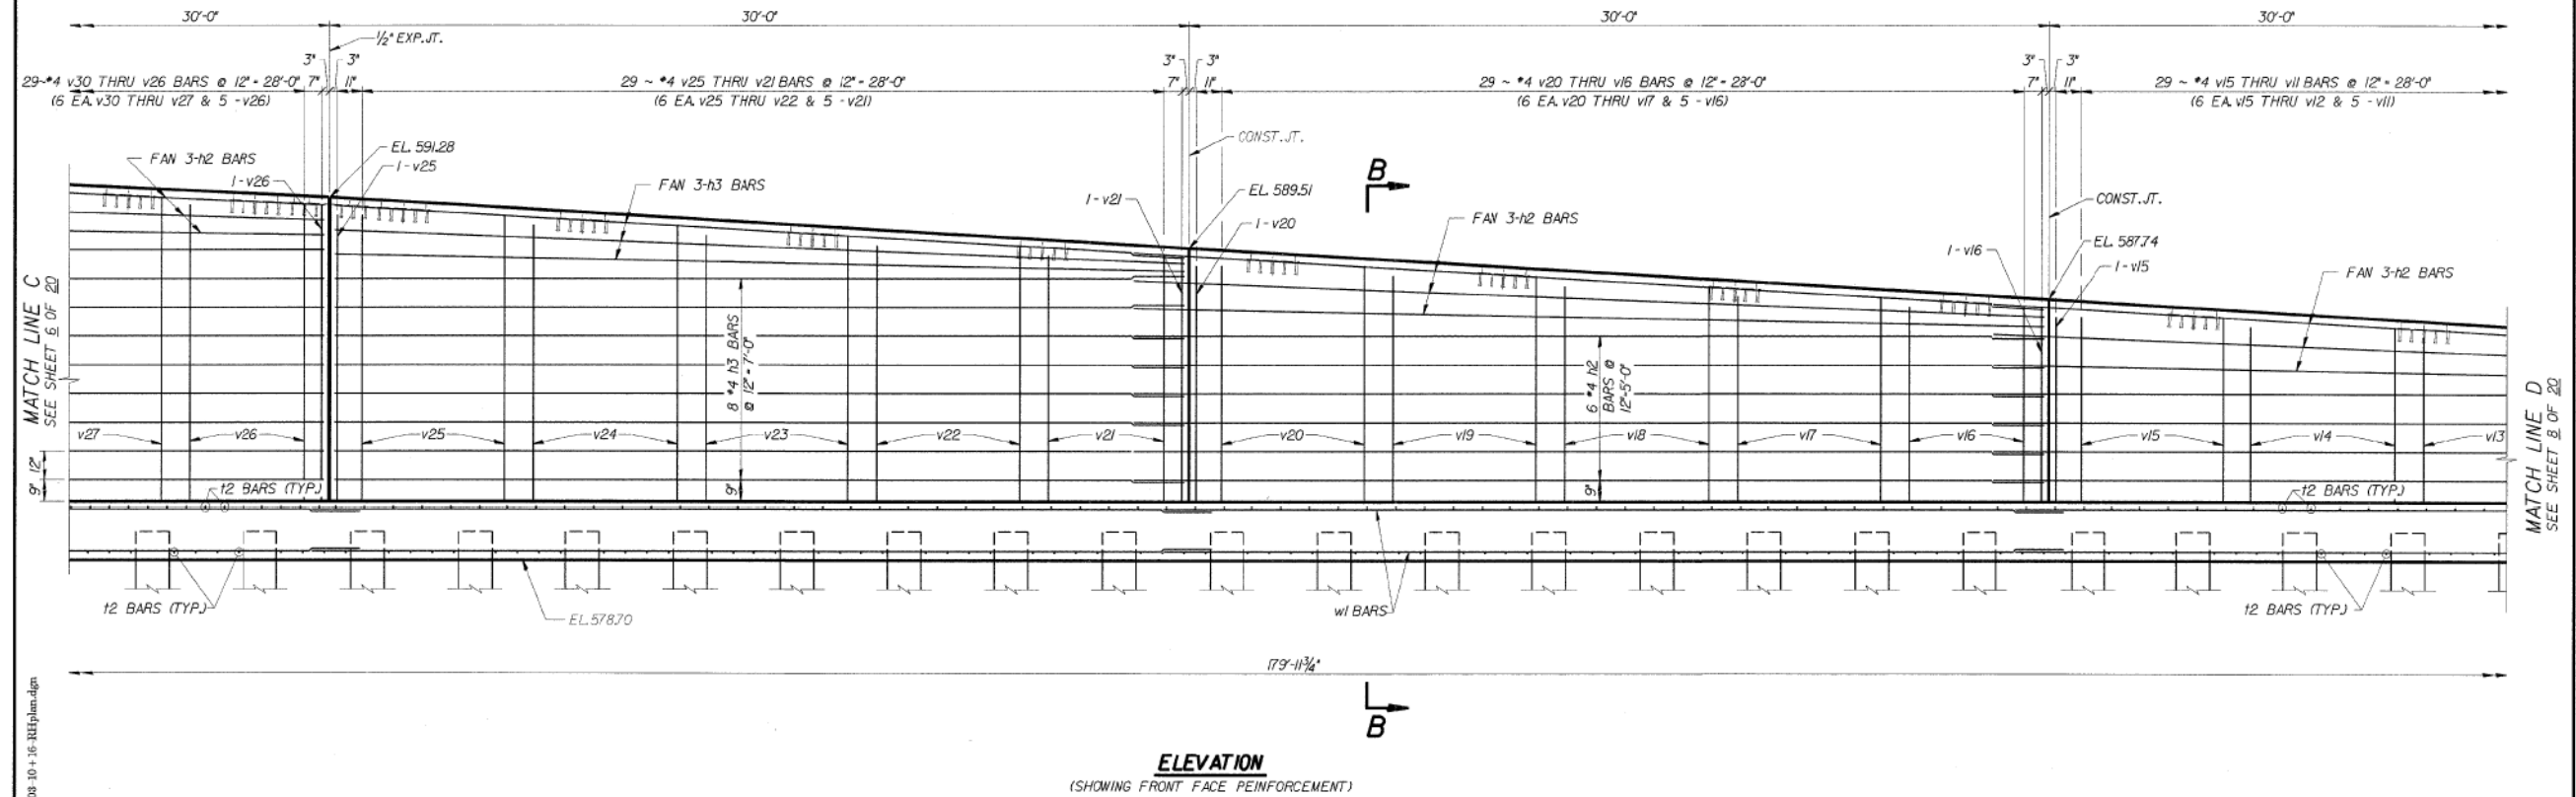 30'-0"
30'-0"
30'-0"
30'-0"
½" EXP. JT.
3" 3"
3" 3"
3" 3"
29~#4 v30 THRU v26 BARS @ 12" = 28'-0" 7" 11"
(6 EA. v30 THRU v27 & 5 -v26)
29 ~ #4 v25 THRU v21 BARS @ 12" = 28'-0" 7" 11"
(6 EA. v25 THRU v22 & 5 -v21)
29 ~ #4 v20 THRU v16 BARS @ 12" = 28'-0" 7" 11"
(6 EA. v20 THRU v17 & 5 -v16)
29 ~ #4 v15 THRU v11 BARS @ 12" = 28'-0"
(6 EA. v15 THRU v12 & 5 -v11)
FAN 3-h2 BARS
1-v26
EL. 591.28
1-v25
FAN 3-h3 BARS
CONST. JT.
1-v21
EL. 589.51
1-v20
B
FAN 3-h2 BARS
CONST. JT.
1-v16
EL. 587.74
1-v15
FAN 3-h2 BARS
MATCH LINE C
SEE SHEET 6 OF 20
8 #4 h3 BARS
@ 12" = 7'-0"
6 #4 h2
BARS @
12"-5'-0"
MATCH LINE D
SEE SHEET 8 OF 20
v27
v26
v25
v24
v23
v22
v21
v20
v19
v18
v17
v16
v15
v14
v13
12"
9"
9"
9"
t2 BARS (TYP.)
t2 BARS (TYP.)
t2 BARS (TYP.)
EL. 578.70
w1 BARS
t2 BARS (TYP.)
179'-11¾"
B
ELEVATION
(SHOWING FRONT FACE PEINFORCEMENT)
03-10+16-RHplan.dgn